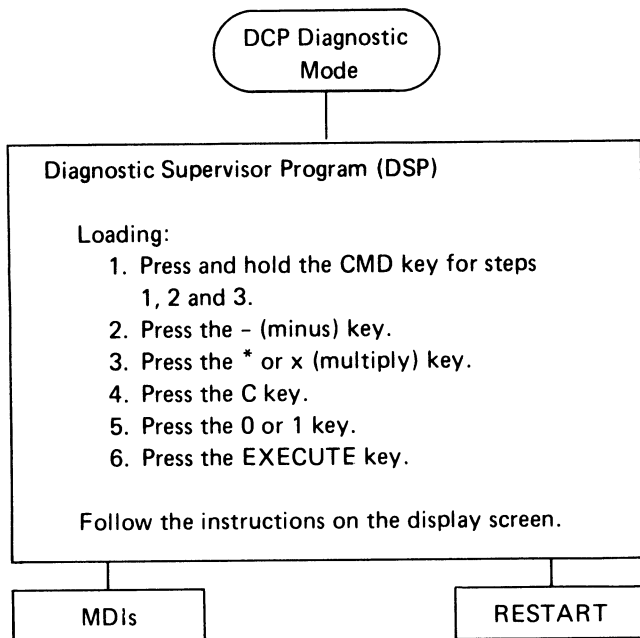 DCP Diagnostic
Mode
Diagnostic Supervisor Program (DSP)
Loading:
1. Press and hold the CMD key for steps
1, 2 and 3.
2. Press the – (minus) key.
3. Press the * or x (multiply) key.
4. Press the C key.
5. Press the 0 or 1 key.
6. Press the EXECUTE key.
Follow the instructions on the display screen.
MDIs
RESTART